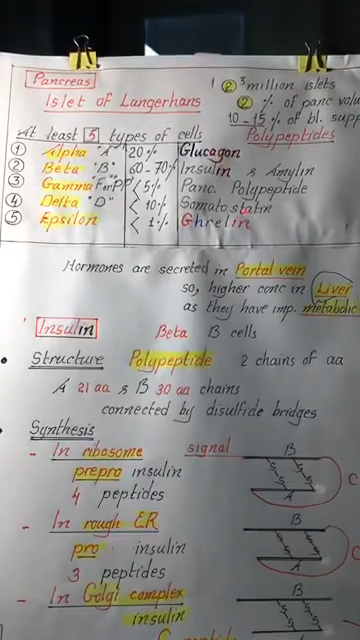 Pancreas
Islet of Langerhans
1 2 3 million islets
2 % of panc volu
10 - 15 % of bl. supp
At least 5 types of cells
Polypeptides
1 Alpha "A" 20 % Glucagon
2 Beta "B" 60 - 70% Insulin & Amylin
3 Gamma "F or PP" < 5 % Panc. Polypeptide
4 Delta "D" < 10 % Somatostatin
5 Epsilon < 1 % Ghrelin
Hormones are secreted in Portal vein
so, higher conc in Liver
as they have imp. metabolic
Insulin Beta B cells
• Structure Polypeptide 2 chains of aa
A 21 aa & B 30 aa chains
connected by disulfide bridges
• Synthesis
- In ribosome signal B
prepro insulin
A C
4 peptides
- In rough ER B
pro insulin
A C
3 peptides
- In Golgi complex B
insulin